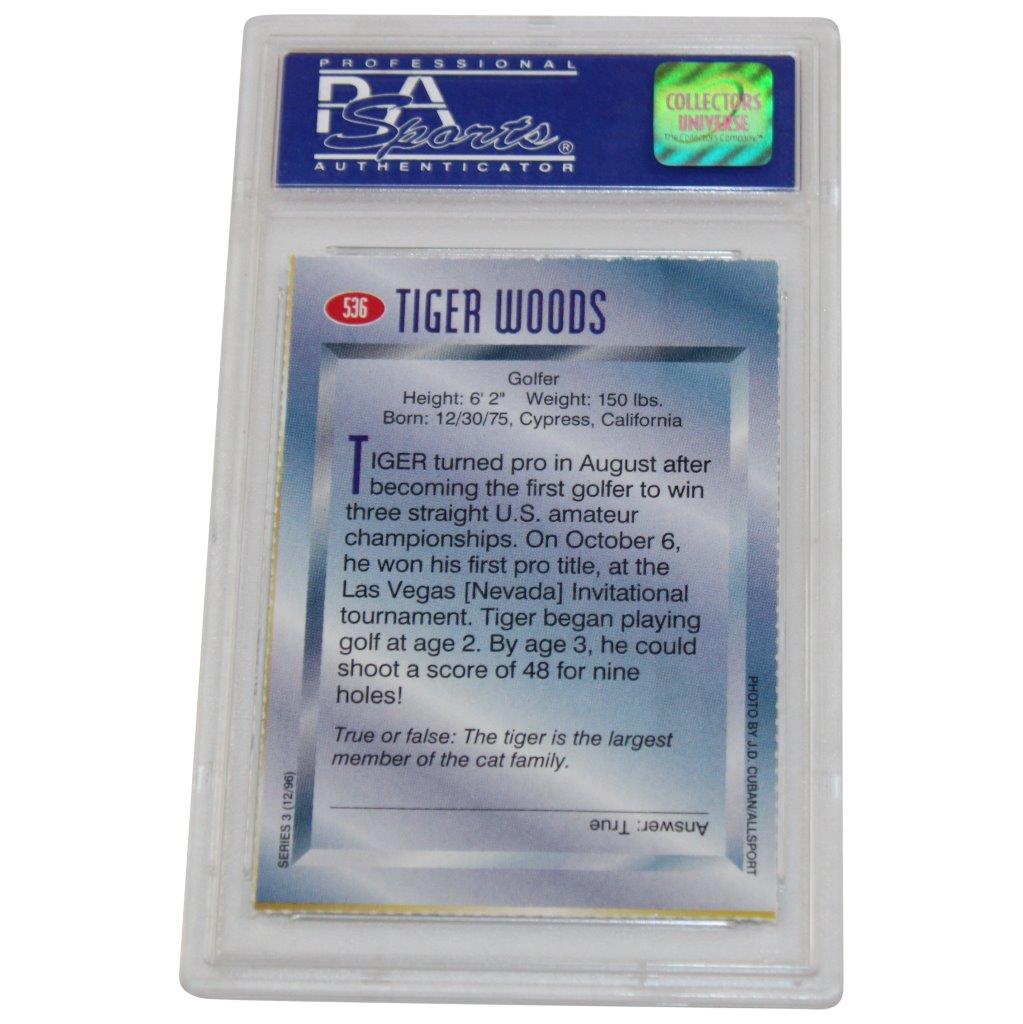 PROFESSIONAL
PSA
Sports®
AUTHENTICATOR
COLLECTORS
UNIVERSE
The Collectors Company™
536 TIGER WOODS
Golfer
Height: 6' 2" Weight: 150 lbs.
Born: 12/30/75, Cypress, California
TIGER turned pro in August after
becoming the first golfer to win
three straight U.S. amateur
championships. On October 6,
he won his first pro title, at the
Las Vegas [Nevada] Invitational
tournament. Tiger began playing
golf at age 2. By age 3, he could
shoot a score of 48 for nine
holes!
True or false: The tiger is the largest
member of the cat family.
Answer: True
SERIES 3 (12/96)
PHOTO BY J.D. CUBAN/ALLSPORT